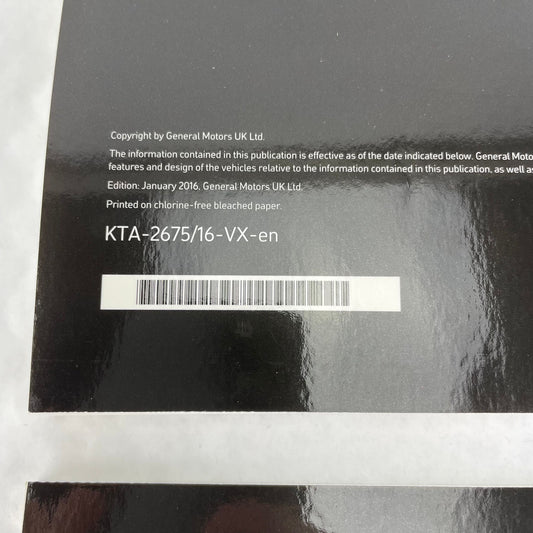 Copyright by General Motors UK Ltd.
The information contained in this publication is effective as of the date indicated below. General Moto
features and design of the vehicles relative to the information contained in this publication, as well as
Edition: January 2016, General Motors UK Ltd.
Printed on chlorine-free bleached paper.
KTA-2675/16-VX-en